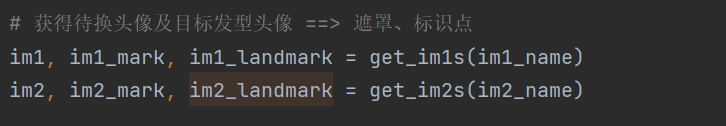 # 获得待换头像及目标发型头像 ==> 遮罩、标识点
im1, im1_mark, im1_landmark = get_im1s(im1_name)
im2, im2_mark, im2_landmark = get_im2s(im2_name)